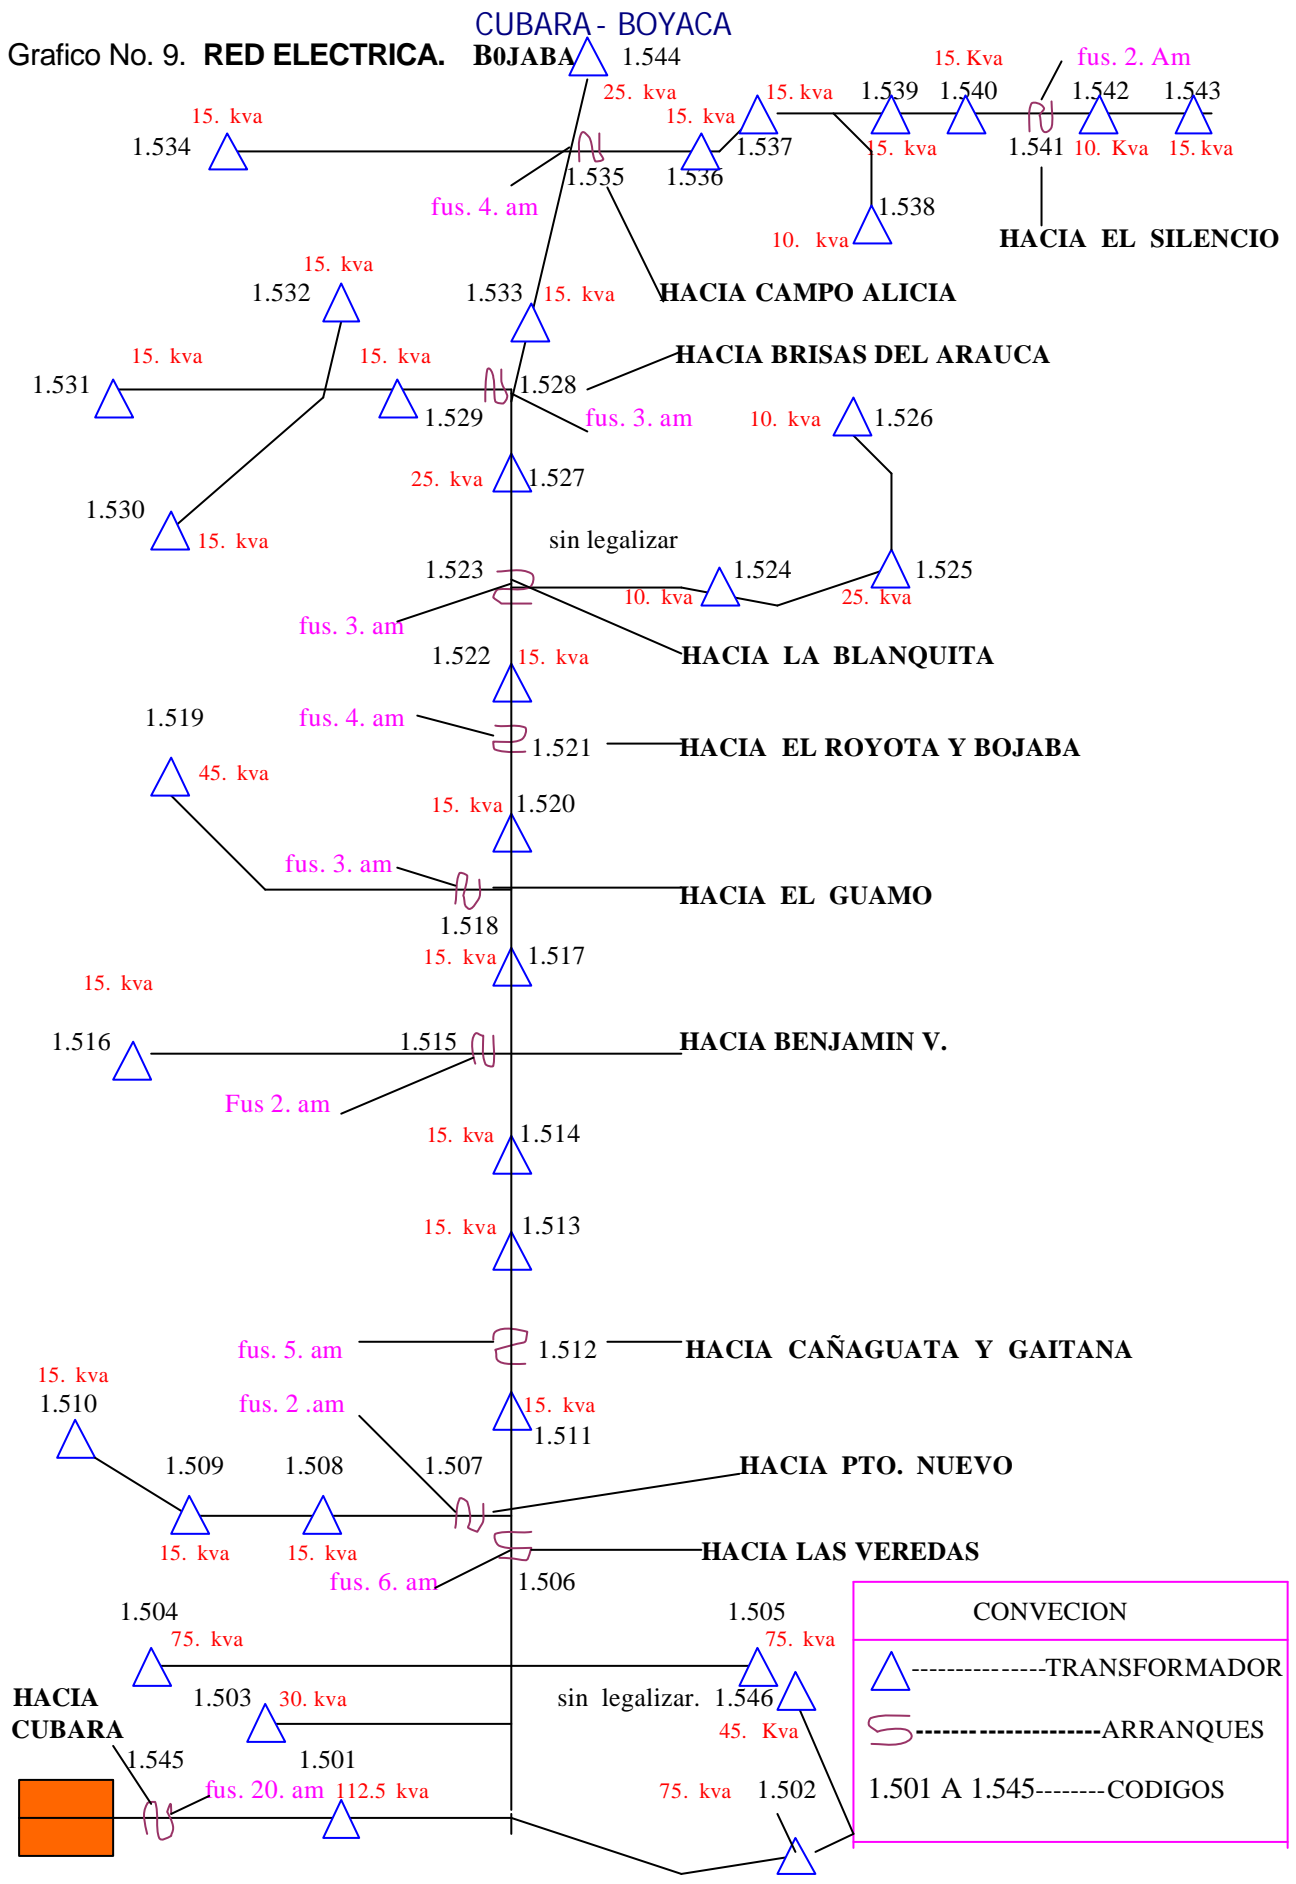 CUBARA - BOYACA
Grafico No. 9. RED ELECTRICA. B0JABA 1.544
15. Kva fus. 2. Am
25. kva 15. kva 1.539 1.540 1.542 1.543
15. kva 15. kva
1.534 1.537 15. kva 1.541 10. Kva 15. kva
1.535 1.536
fus. 4. am 1.538
10. kva HACIA EL SILENCIO
15. kva
1.532 1.533 15. kva HACIA CAMPO ALICIA
15. kva 15. kva HACIA BRISAS DEL ARAUCA
1.531 1.528
1.529 fus. 3. am 10. kva 1.526
25. kva 1.527
1.530
15. kva sin legalizar
1.523 1.524 1.525
10. kva 25. kva
fus. 3. am
1.522 15. kva HACIA LA BLANQUITA
1.519 fus. 4. am
1.521 HACIA EL ROYOTA Y BOJABA
45. kva
15. kva 1.520
fus. 3. am
HACIA EL GUAMO
1.518
15. kva 1.517
15. kva
1.516 1.515 HACIA BENJAMIN V.
Fus 2. am
15. kva 1.514
15. kva 1.513
fus. 5. am 1.512 HACIA CAÑAGUATA Y GAITANA
15. kva
1.510 fus. 2 .am 15. kva
1.511
1.509 1.508 1.507 HACIA PTO. NUEVO
15. kva 15. kva HACIA LAS VEREDAS
fus. 6. am 1.506
1.504 1.505 CONVECION
75. kva 75. kva
---------------TRANSFORMADOR
HACIA 1.503 30. kva sin legalizar. 1.546
CUBARA 45. Kva --------------------ARRANQUES
1.545 1.501
fus. 20. am 112.5 kva 75. kva 1.502 1.501 A 1.545--------CODIGOS